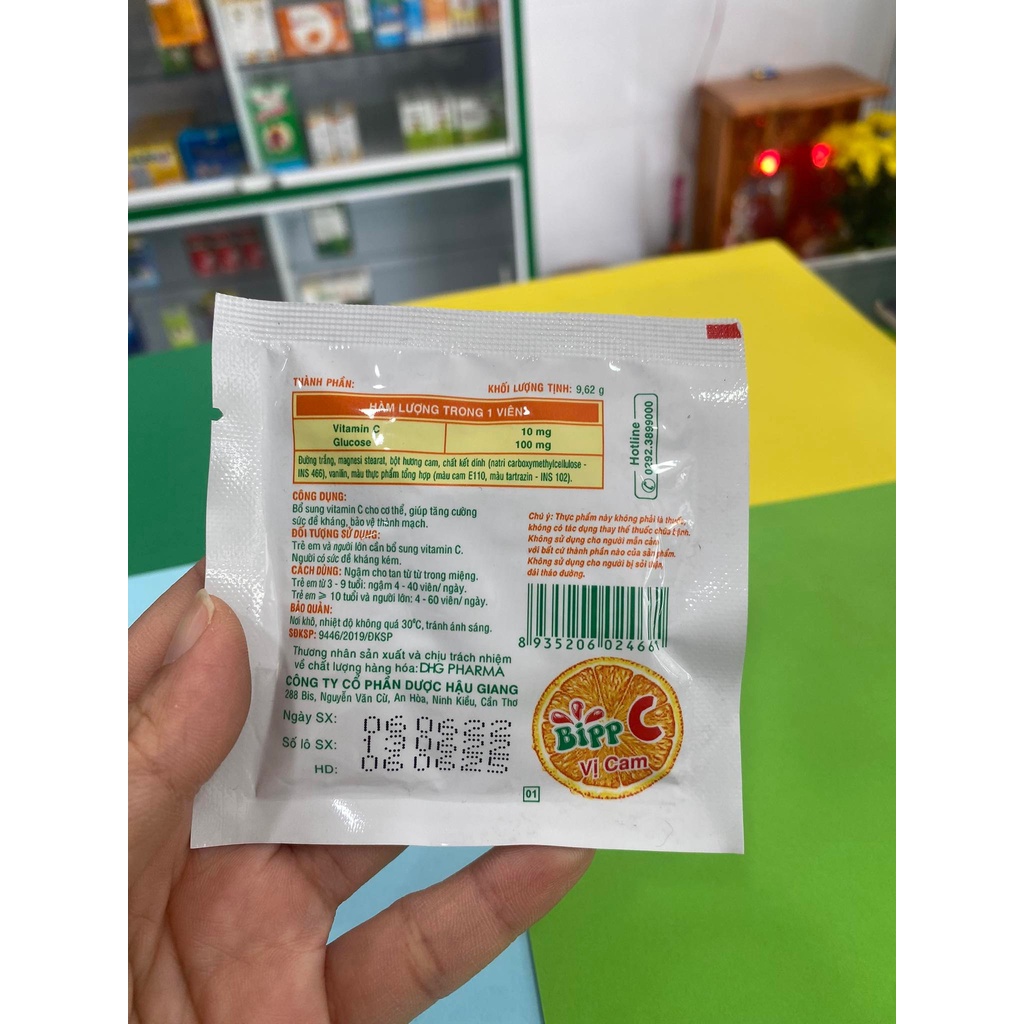 THÀNH PHẦN:
KHỐI LƯỢNG TỊNH: 9,62 g
HÀM LƯỢNG TRONG 1 VIÊN
Vitamin C 10 mg
Glucose 100 mg
Đường trắng, magnesi stearat, bột hương cam, chất kết dính (natri carboxymethylcellulose -
INS 466), vanilin, màu thực phẩm tổng hợp (màu cam E110, màu tartrazin - INS 102).
CÔNG DỤNG:
Bổ sung vitamin C cho cơ thể, giúp tăng cường
sức đề kháng, bảo vệ thành mạch.
ĐỐI TƯỢNG SỬ DỤNG:
Trẻ em và người lớn cần bổ sung vitamin C.
Người có sức đề kháng kém.
CÁCH DÙNG: Ngậm cho tan từ từ trong miệng.
Trẻ em từ 3 - 9 tuổi: ngậm 4 - 40 viên/ ngày.
Trẻ em ⩾ 10 tuổi và người lớn: 4 - 60 viên/ ngày.
BẢO QUẢN:
Nơi khô, nhiệt độ không quá 30°C, tránh ánh sáng.
SĐKSP: 9446/2019/ĐKSP
Thương nhân sản xuất và chịu trách nhiệm
về chất lượng hàng hóa: DHG PHARMA
CÔNG TY CỔ PHẦN DƯỢC HẬU GIANG
288 Bis, Nguyễn Văn Cừ, An Hòa, Ninh Kiều, Cần Thơ
Ngày SX: 060622
Số lô SX: 130622
HD: 060625
Hotline
0292.3899000
Chú ý: Thực phẩm này không phải là thuốc,
không có tác dụng thay thế thuốc chữa bệnh.
Không sử dụng cho người mẫn cảm
với bất cứ thành phần nào của sản phẩm.
Không sử dụng cho người bị sỏi thận,
đái tháo đường.
8 935206 02466
Bipp C
Vị Cam
01